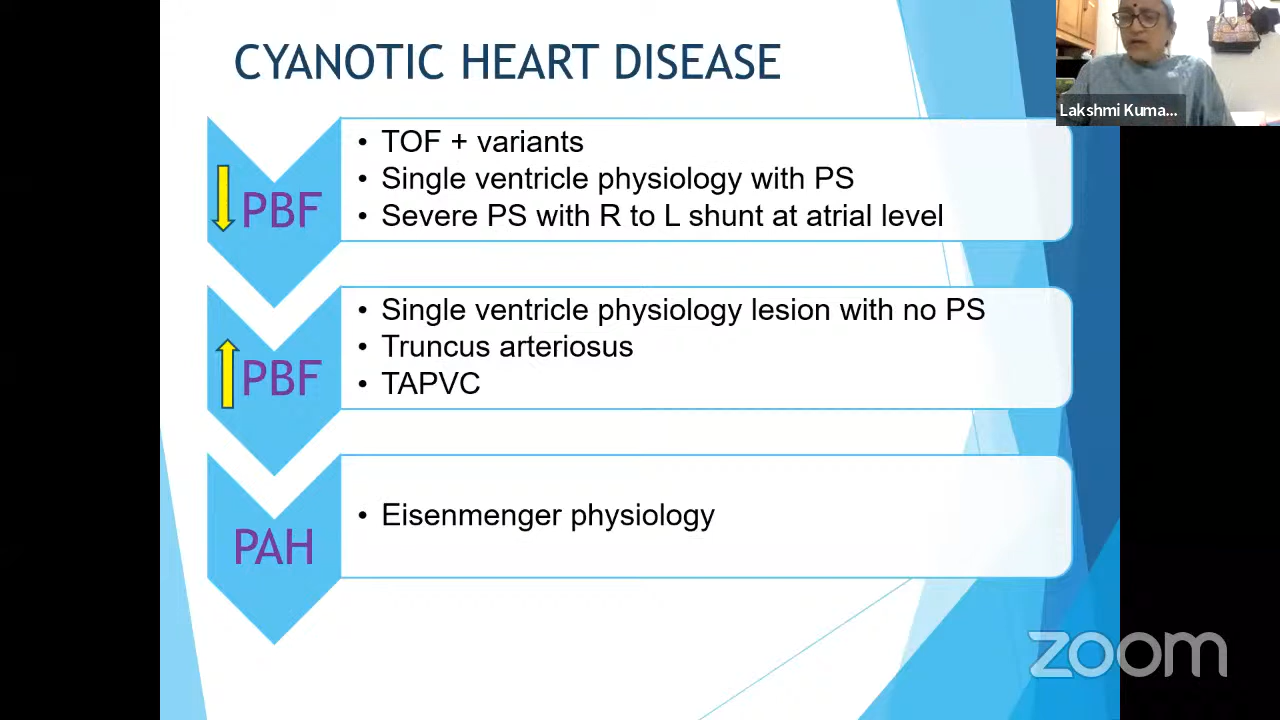 CYANOTIC HEART DISEASE
Lakshmi Kuma...
PBF
• TOF + variants
• Single ventricle physiology with PS
• Severe PS with R to L shunt at atrial level
PBF
• Single ventricle physiology lesion with no PS
• Truncus arteriosus
• TAPVC
PAH
• Eisenmenger physiology
zoom